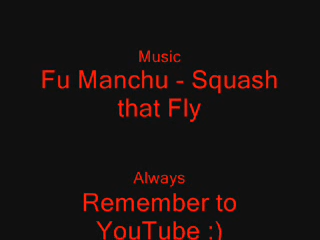 Music
Fu Manchu - Squash
that Fly
Always
Remember to
YouTube :)